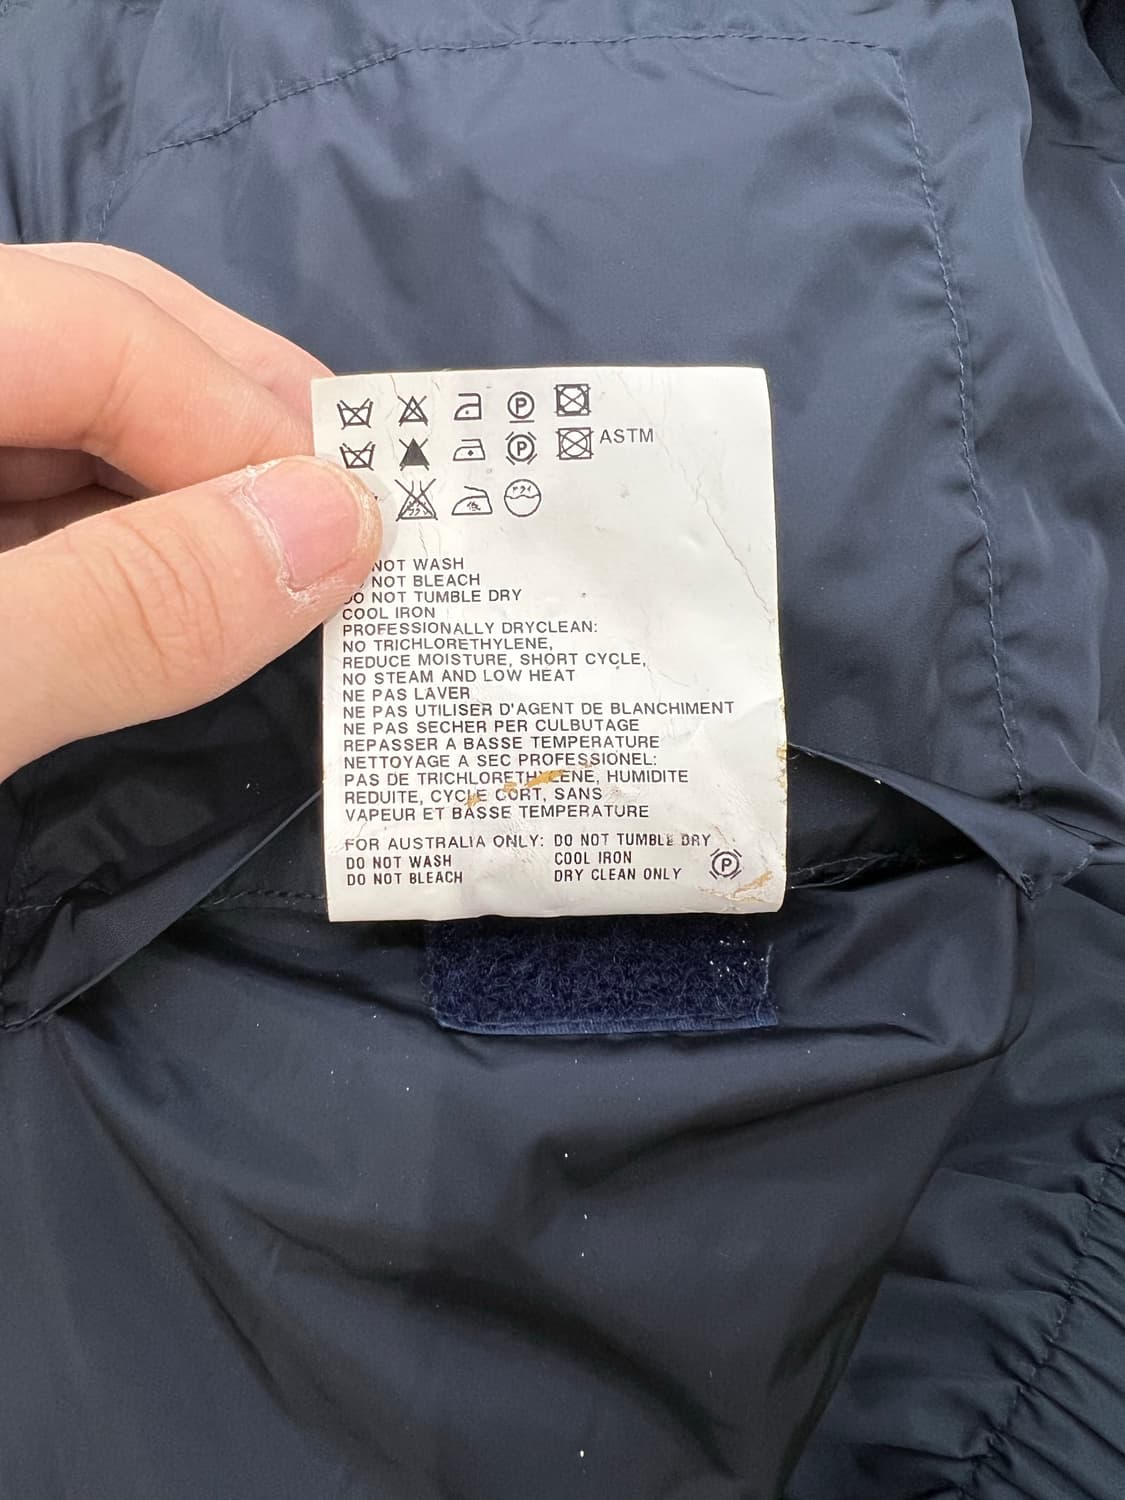 P
ASTM
P
ドライ
NOT WASH
NOT BLEACH
DO NOT TUMBLE DRY
COOL IRON
PROFESSIONALLY DRYCLEAN:
NO TRICHLORETHYLENE,
REDUCE MOISTURE, SHORT CYCLE,
NO STEAM AND LOW HEAT
NE PAS LAVER
NE PAS UTILISER D'AGENT DE BLANCHIMENT
NE PAS SECHER PER CULBUTAGE
REPASSER A BASSE TEMPERATURE
NETTOYAGE A SEC PROFESSIONEL:
PAS DE TRICHLORETHYLENE, HUMIDITE
REDUITE, CYCLE CORT, SANS
VAPEUR ET BASSE TEMPERATURE
FOR AUSTRALIA ONLY: DO NOT TUMBLE DRY
DO NOT WASH COOL IRON
DO NOT BLEACH DRY CLEAN ONLY P